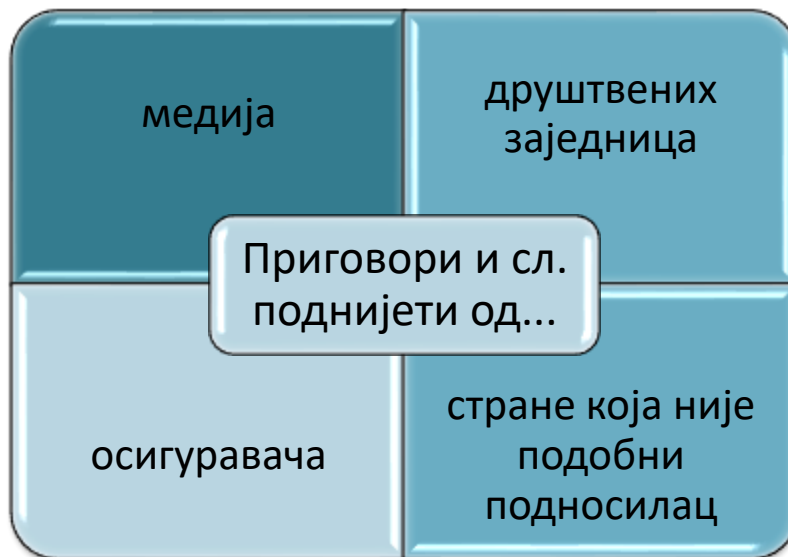 медија
друштвених
заједница
Приговори и сл.
поднијети од...
осигуравача
стране која није
подобни
подносилац